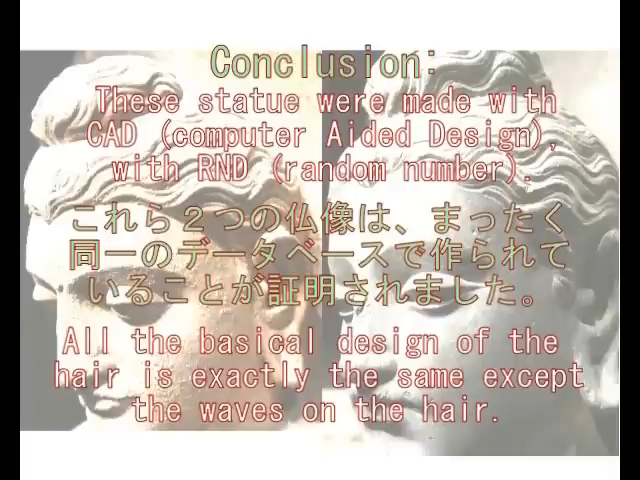 Conclusion:
These statue were made with
CAD (computer Aided Design),
with RND (random number).
これら２つの仏像は、まったく
同一のデータベースで作られて
いることが証明されました。
All the basical design of the
hair is exactly the same except
the waves on the hair.